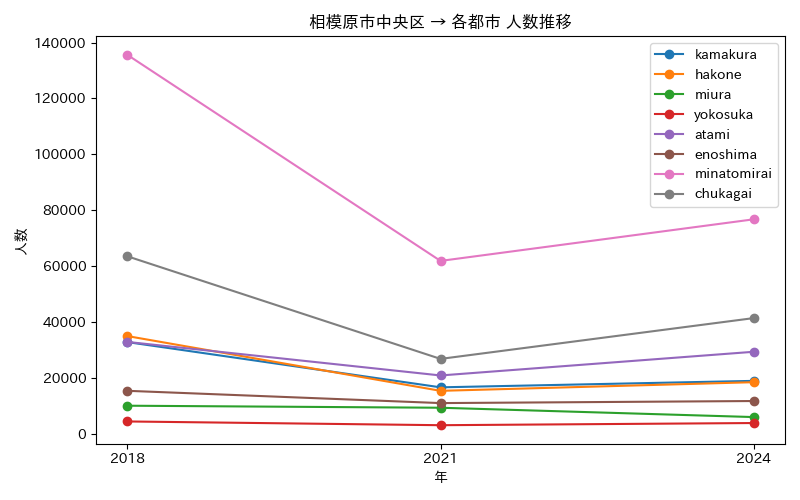 相模原市中央区 → 各都市 人数推移
140000
120000
100000
80000
60000
40000
20000
0
人数
kamakura
hakone
miura
yokosuka
atami
enoshima
minatomirai
chukagai
2018
2021
2024
年